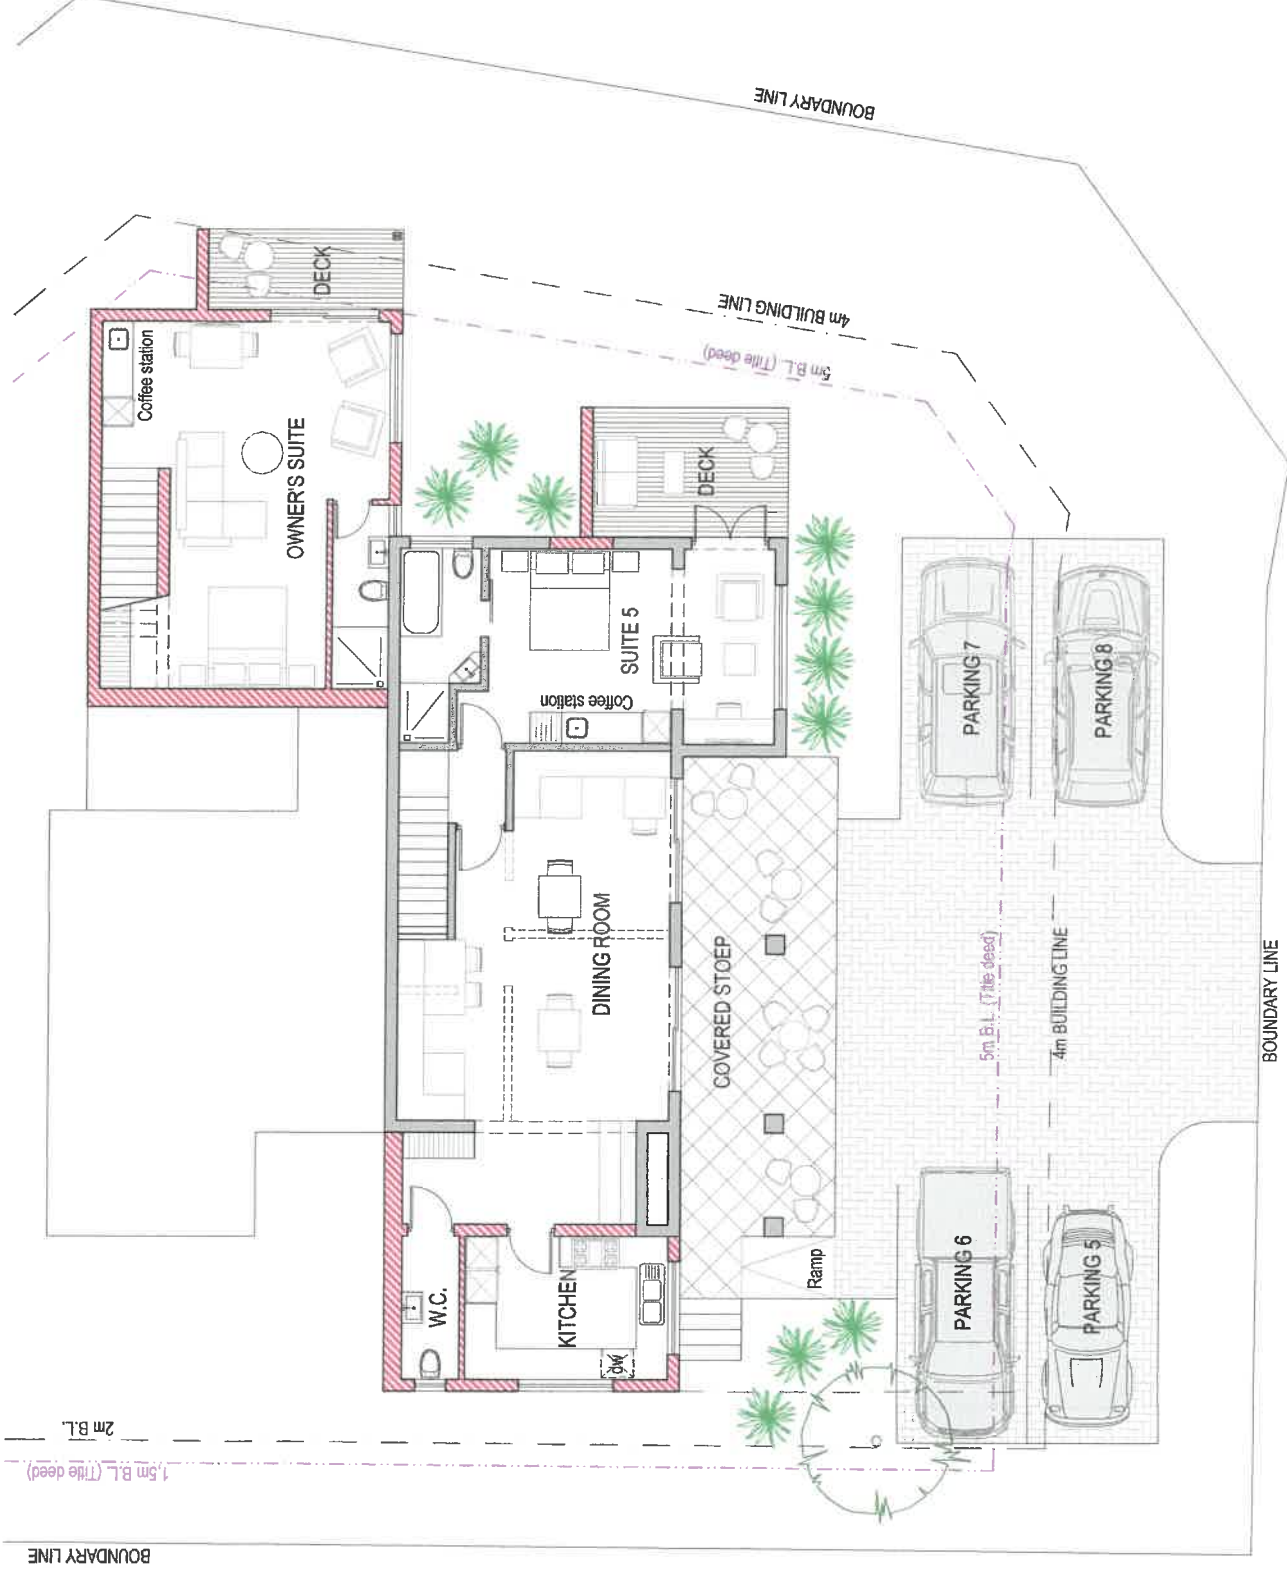 BOUNDARY LINE
DECK
4m BUILDING LINE
5m B.L. (Title deed)
Coffee station
OWNER'S SUITE
DECK
SUITE 5
Coffee station
PARKING 7
PARKING 8
DINING ROOM
COVERED STOEP
5m B.L. (Title deed)
4m BUILDING LINE
BOUNDARY LINE
W.C.
KITCHEN
dw
Ramp
PARKING 6
PARKING 5
2m B.L.
1,5m B.L. (Title deed)
BOUNDARY LINE